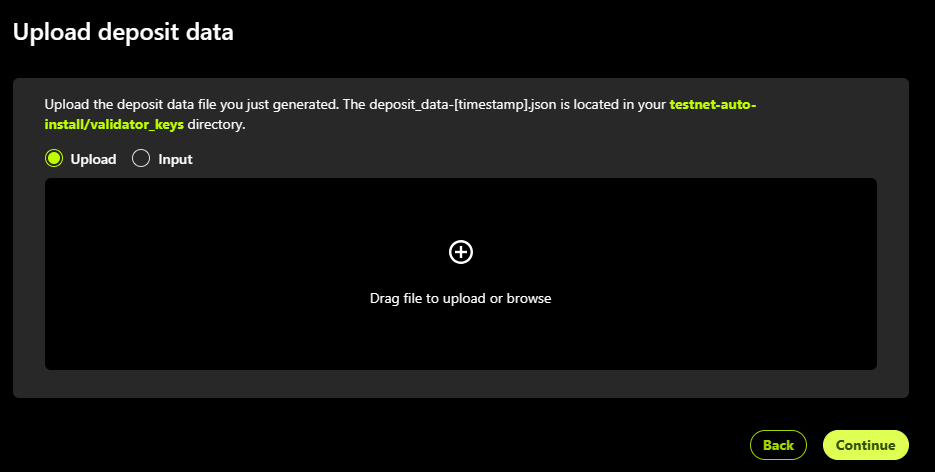 Upload deposit data
Upload the deposit data file you just generated. The deposit_data-[timestamp].json is located in your testnet-auto-
install/validator_keys directory.
Upload Input
Drag file to upload or browse
Back Continue